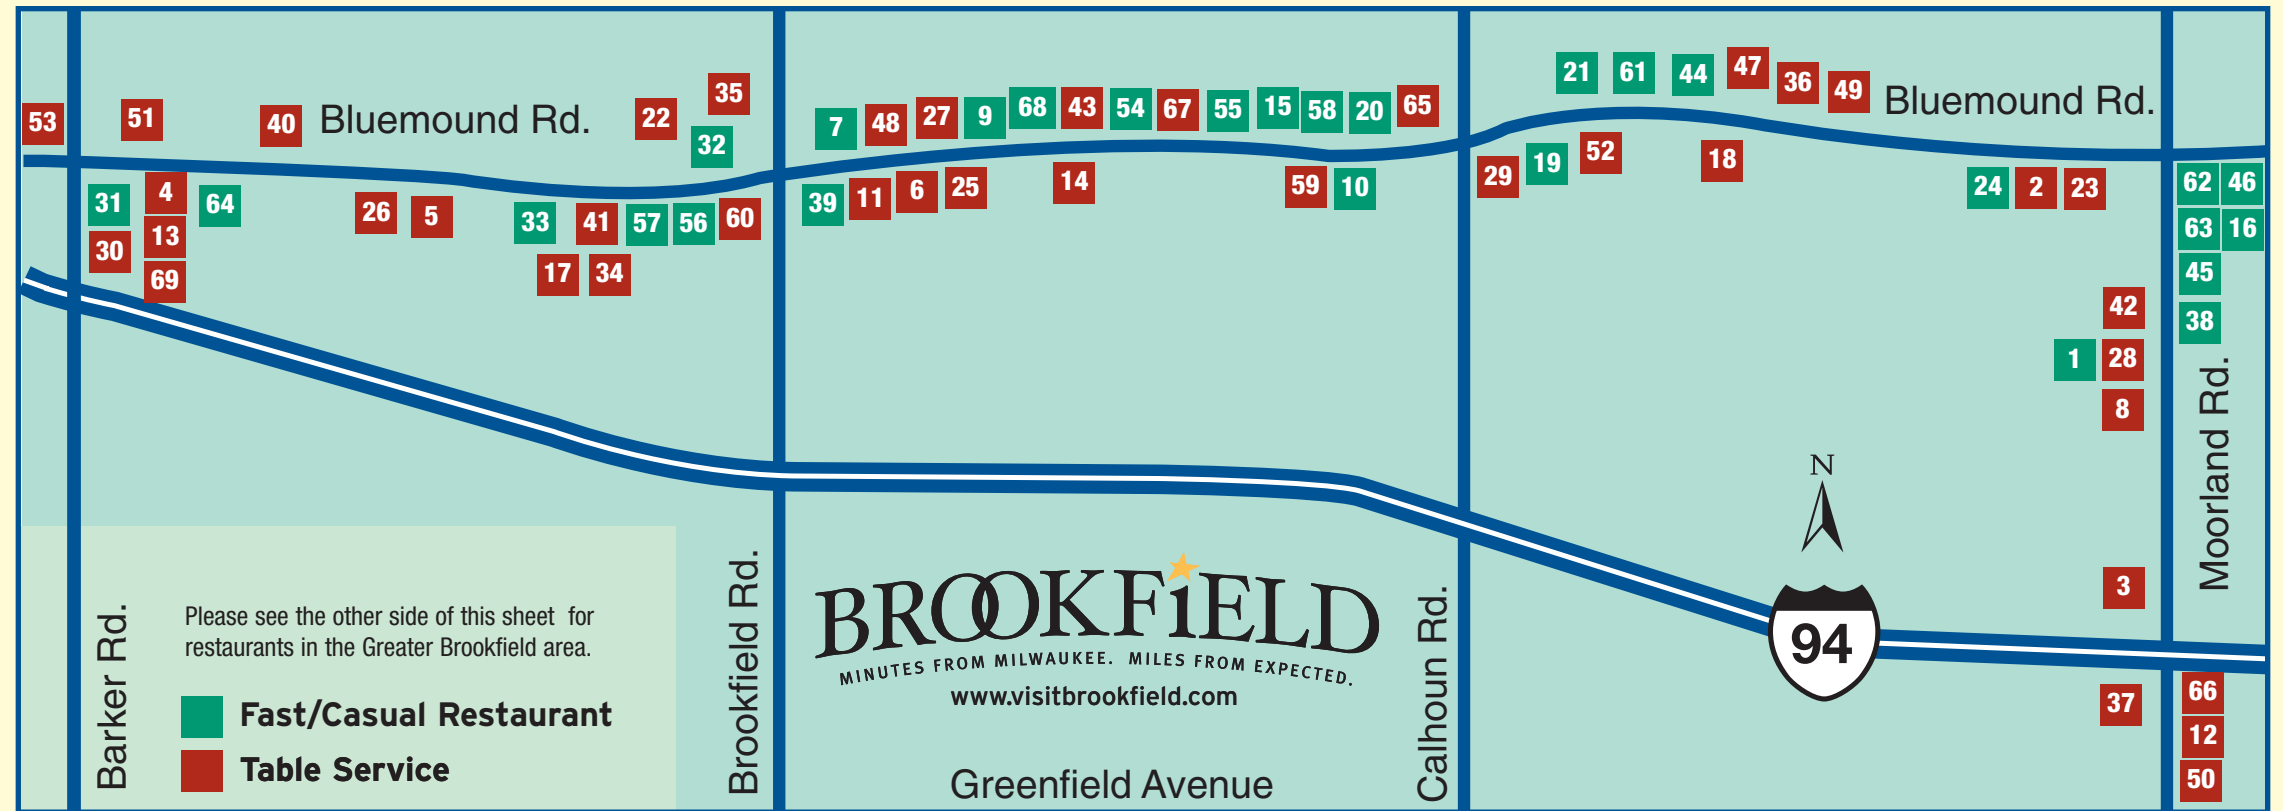 21 61 44 47 36 49
35
53 51 40 Bluemound Rd. 22
32
7 48 27 9 68 43 54 67 55 15 58 20 65
Bluemound Rd.
29 19 52 18
31 4 64
26 5
33 41 57 56 60
39 11 6 25 14 59 10
24 2 23
62 46
30 13
63 16
69
17 34
45
42
38
1 28
8
N
Moorland Rd.
3
94
37
66
12
50
BROOKFiELD
MINUTES FROM MILWAUKEE. MILES FROM EXPECTED.
www.visitbrookfield.com
Barker Rd.
Please see the other side of this sheet for
restaurants in the Greater Brookfield area.
Fast/Casual Restaurant
Table Service
Brookfield Rd.
Calhoun Rd.
Greenfield Avenue